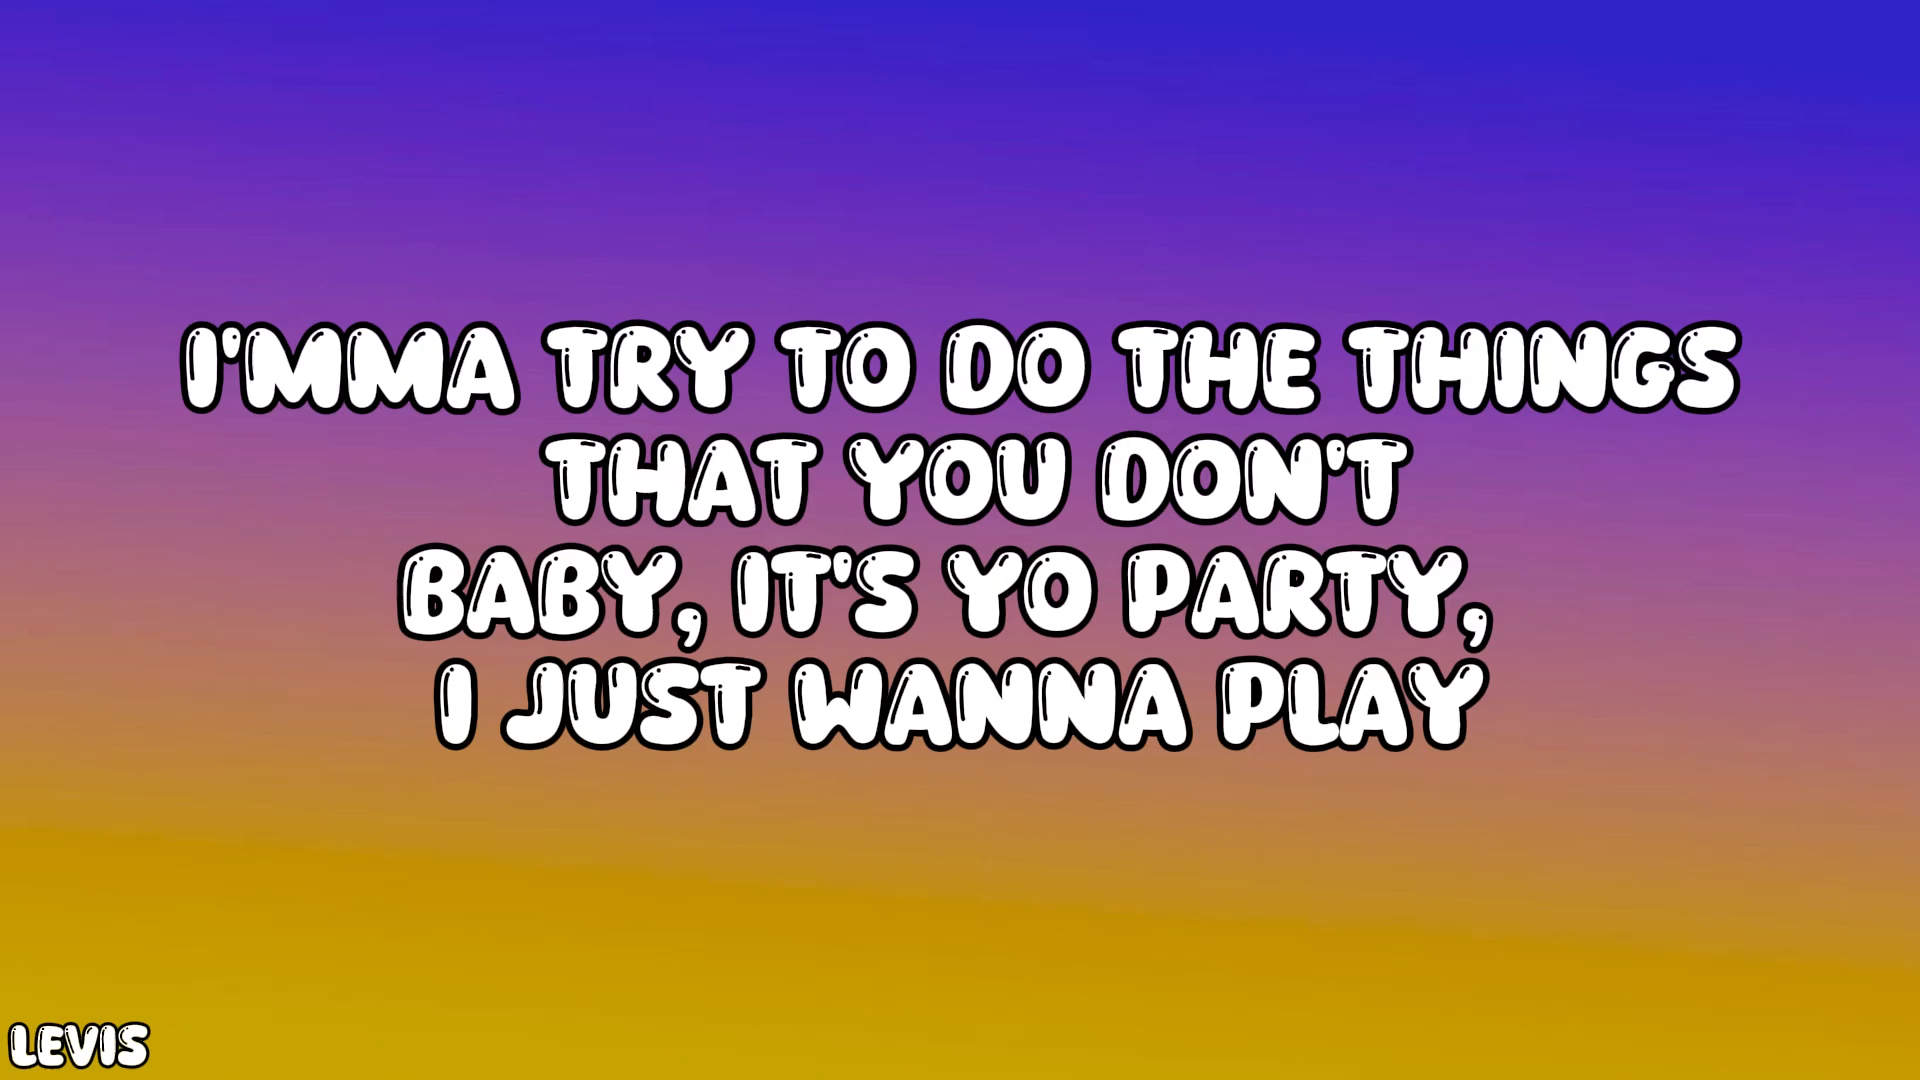 I'MMA TRY TO DO THE THINGS
THAT YOU DON'T
BABY, IT'S YO PARTY,
I JUST WANNA PLAY
LEVIS